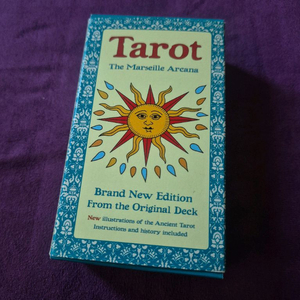 Tarot
The Marseille Arcana
Brand New Edition
From the Original Deck
New illustrations of the Ancient Tarot
Instructions and history included